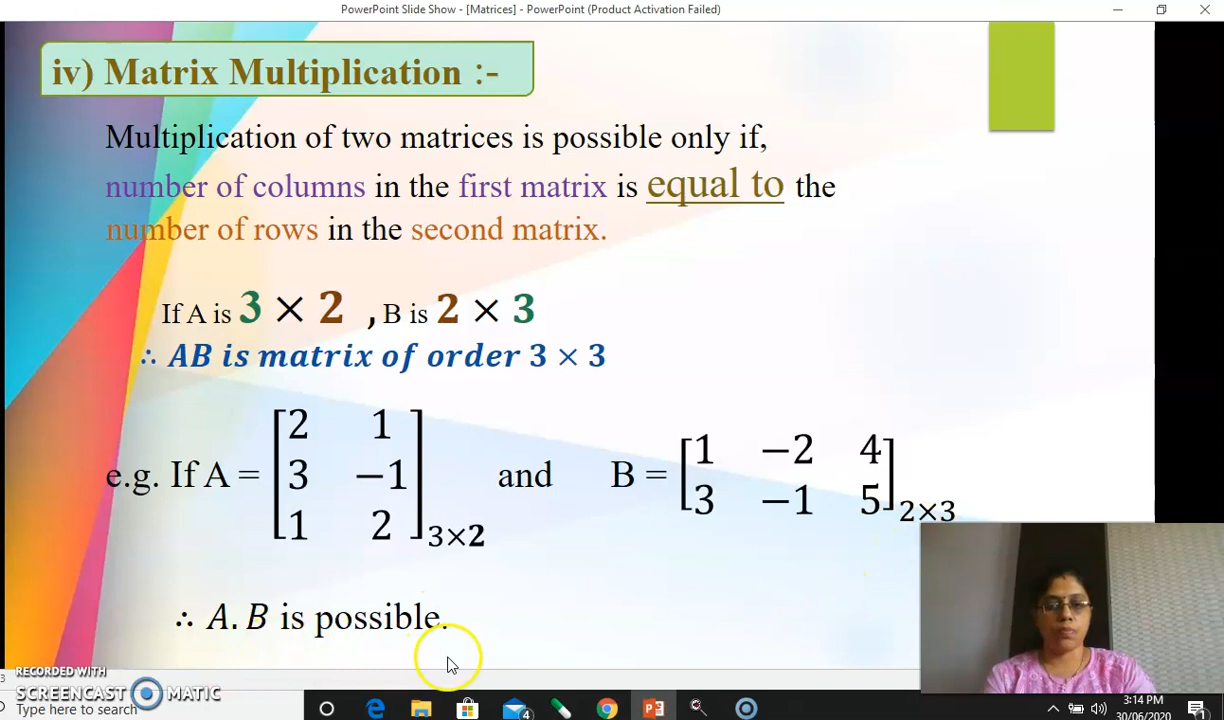 PowerPoint Slide Show - [Matrices] - PowerPoint (Product Activation Failed)
iv) Matrix Multiplication :-
Multiplication of two matrices is possible only if,
number of columns in the first matrix is equal to the
number of rows in the second matrix.
If A is 3 × 2 , B is 2 × 3
∴ AB is matrix of order 3 × 3
e.g. If A = [2 1
3 −1
1 2]3×2 and B = [1 −2 4
3 −1 5]2×3
∴ A. B is possible.
RECORDED WITH
SCREENCAST MATIC
Type here to search
4
3:14 PM
30/06/2020
1